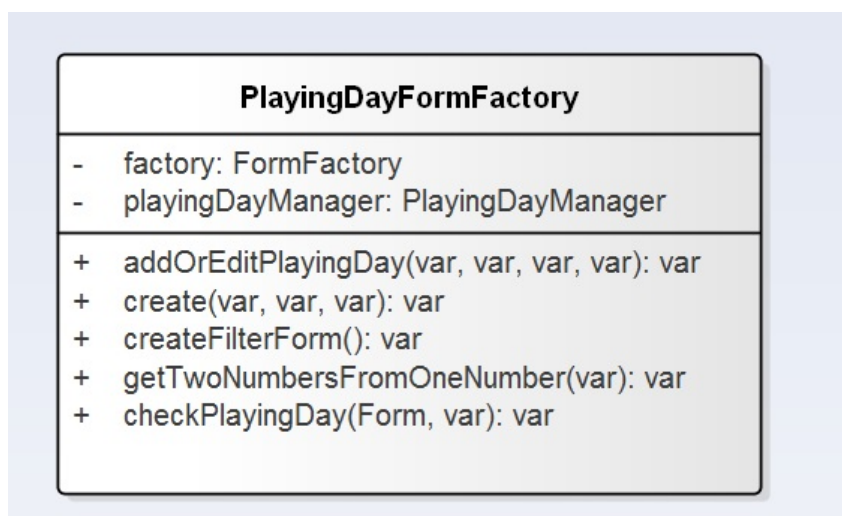 PlayingDayFormFactory
- factory: FormFactory
- playingDayManager: PlayingDayManager
+ addOrEditPlayingDay(var, var, var, var): var
+ create(var, var, var): var
+ createFilterForm(): var
+ getTwoNumbersFromOneNumber(var): var
+ checkPlayingDay(Form, var): var